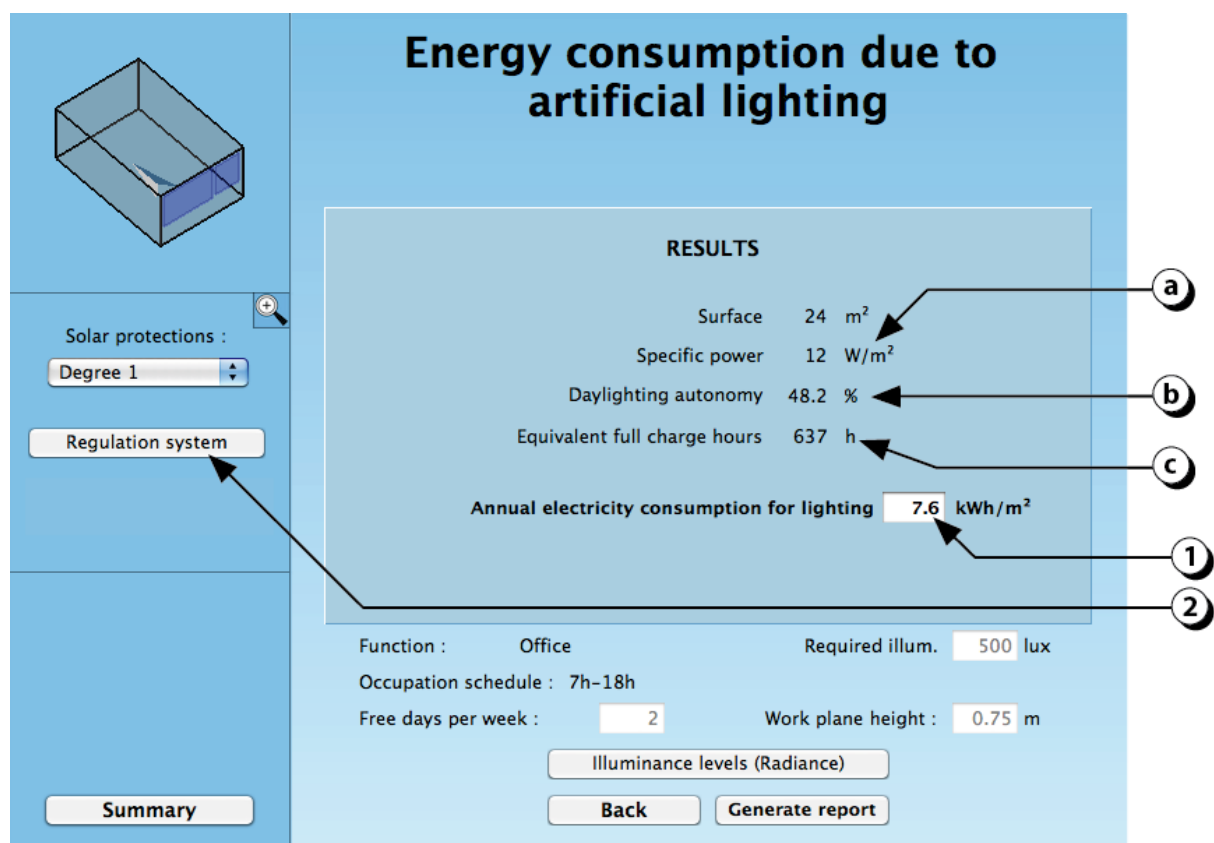 Energy consumption due to
artificial lighting
RESULTS
Surface 24 m²
Specific power 12 W/m²
Daylighting autonomy 48.2 %
Equivalent full charge hours 637 h
Annual electricity consumption for lighting 7.6 kWh/m²
a
b
c
1
2
Solar protections :
Degree 1
Regulation system
Function : Office Required illum. 500 lux
Occupation schedule : 7h-18h
Free days per week : 2 Work plane height : 0.75 m
Illuminance levels (Radiance)
Summary Back Generate report